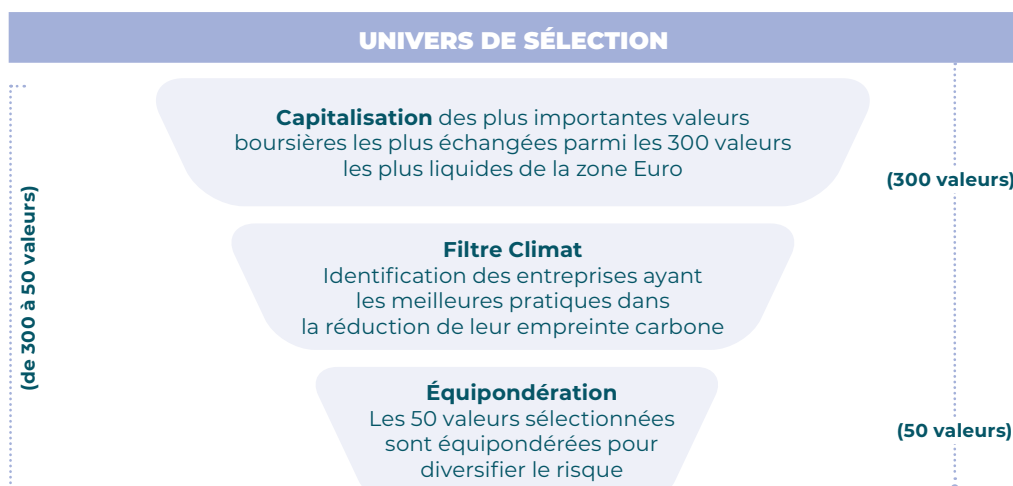 UNIVERS DE SÉLECTION
Capitalisation des plus importantes valeurs
boursières les plus échangées parmi les 300 valeurs
les plus liquides de la zone Euro
(300 valeurs)
(de 300 à 50 valeurs)
Filtre Climat
Identification des entreprises ayant
les meilleures pratiques dans
la réduction de leur empreinte carbone
Équipondération
Les 50 valeurs sélectionnées
sont équipondérées pour
diversifier le risque
(50 valeurs)